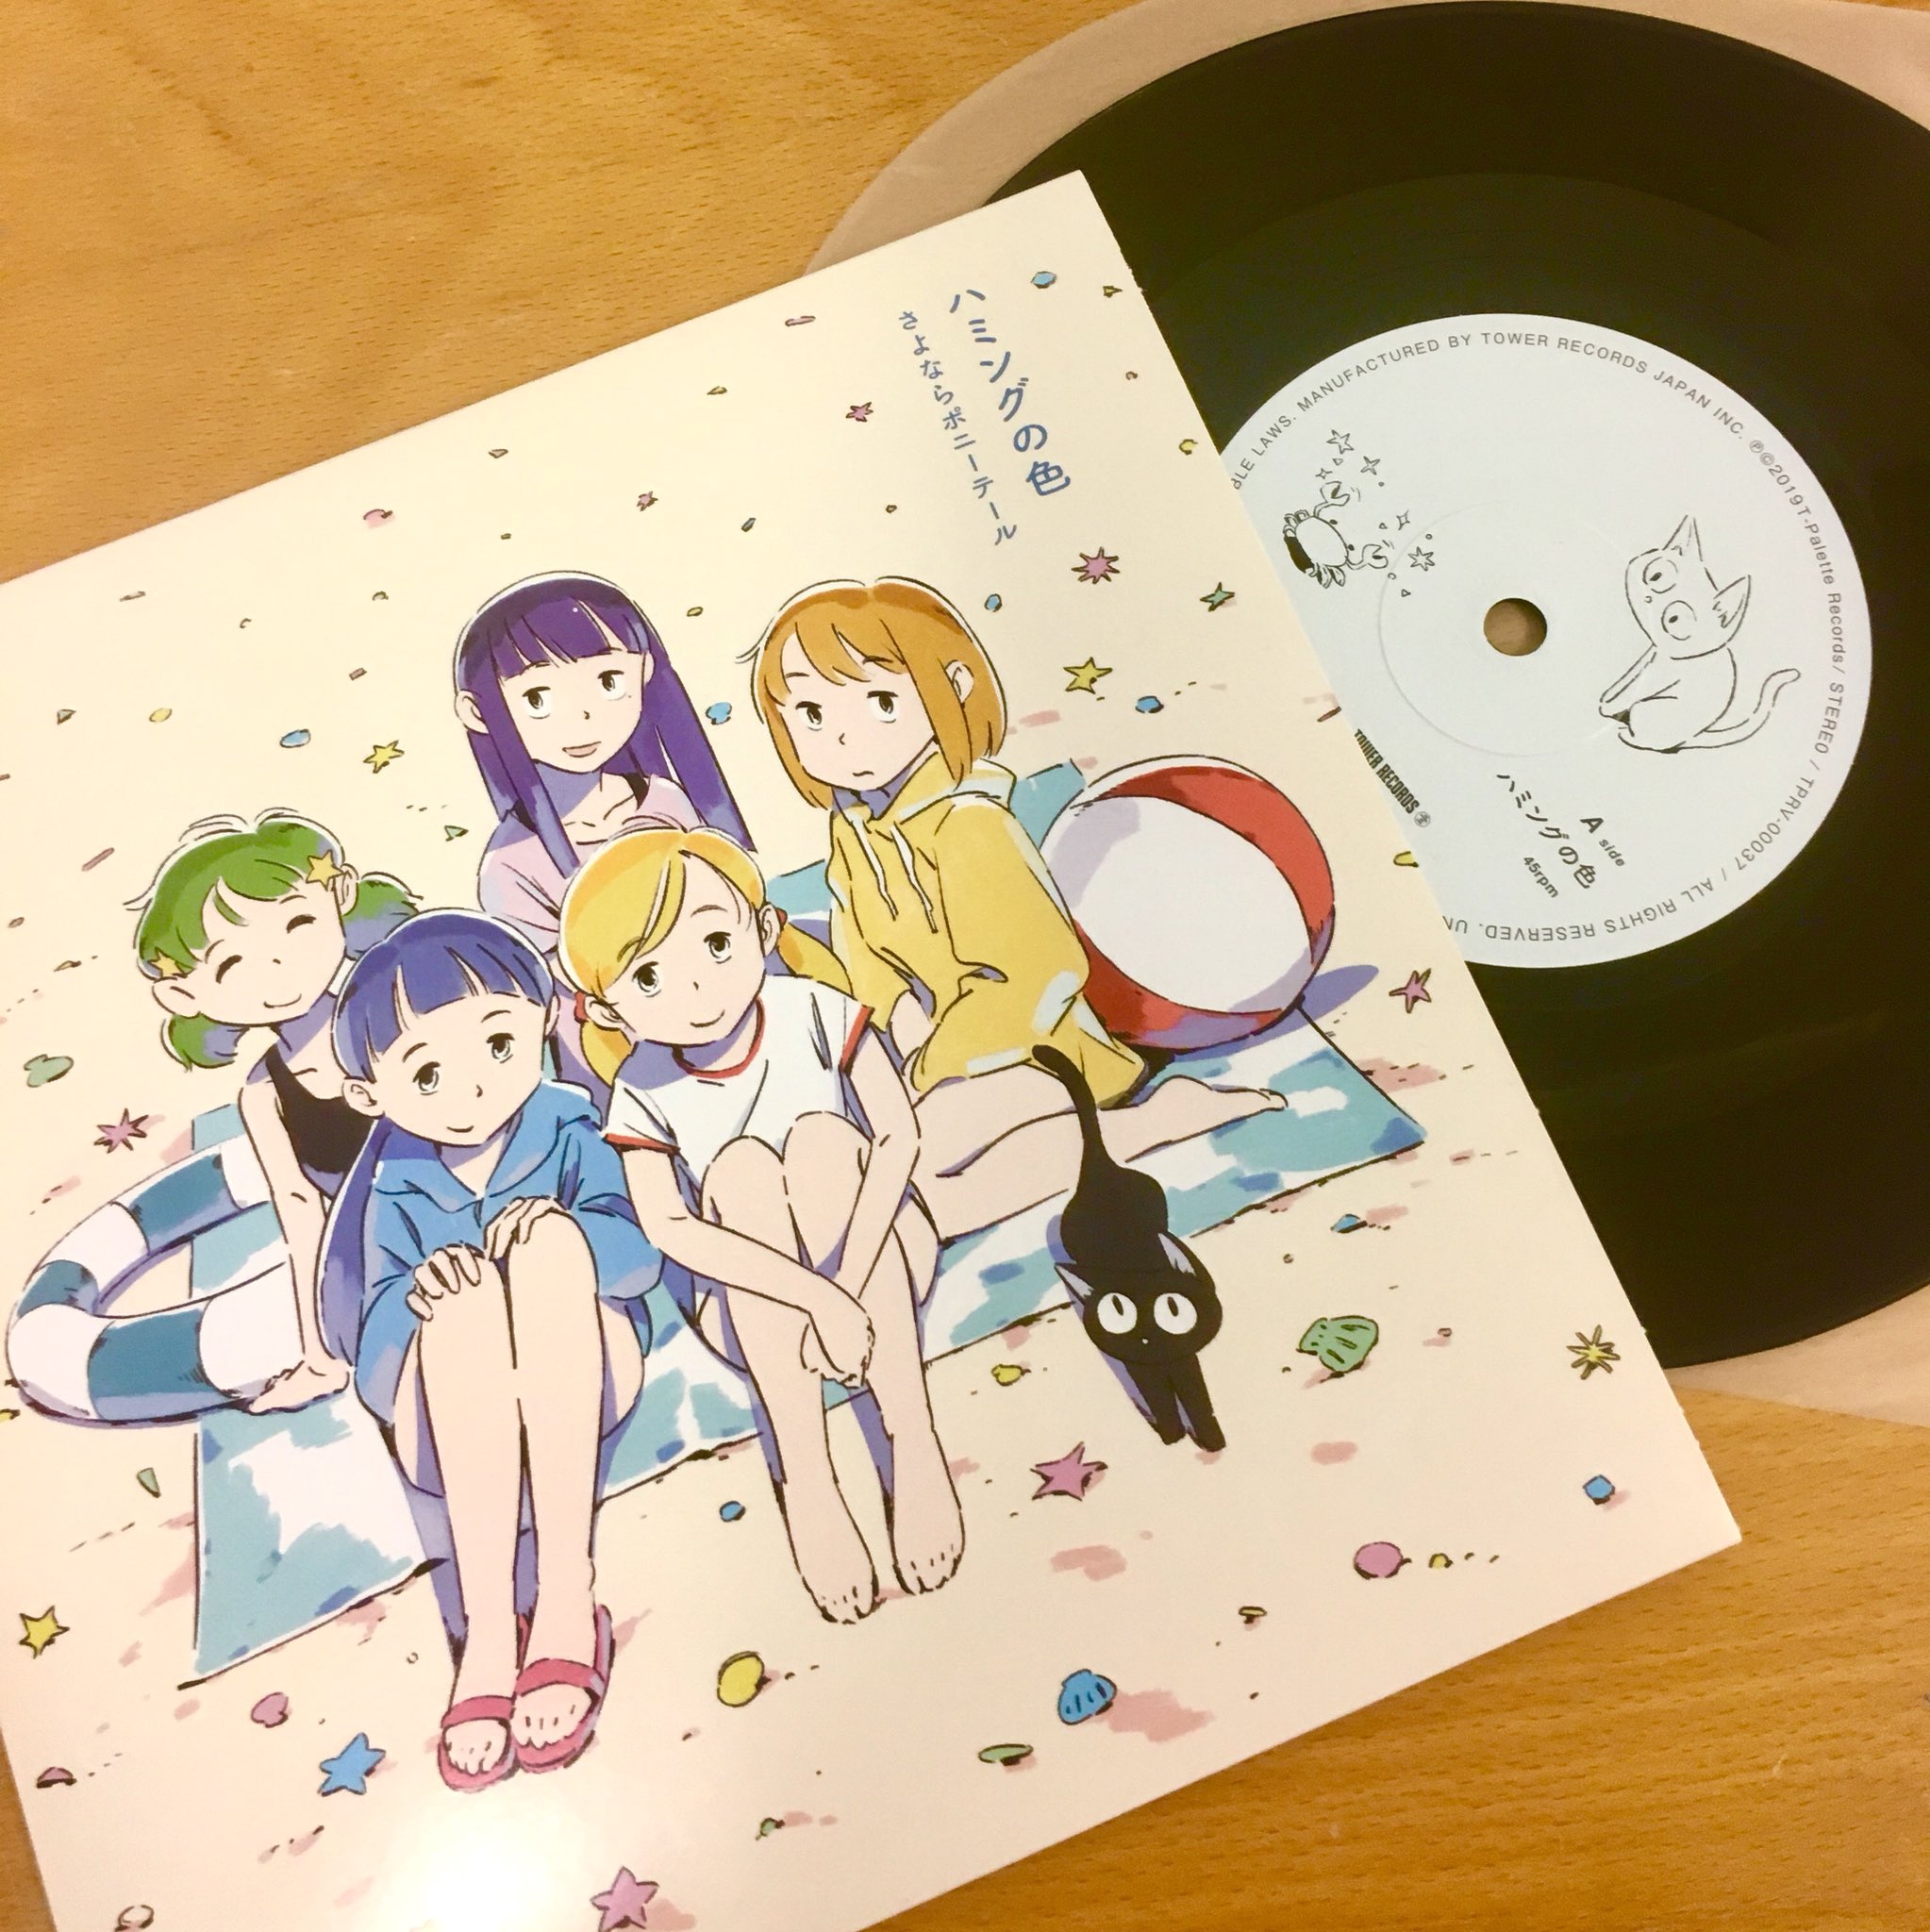 ハミングの色
さよならポニーテール
BLE LAWS. MANUFACTURED BY TOWER RECORDS JAPAN INC. ℗©2019 T-Palette Records / STEREO / TPRV-00037 / ALL RIGHTS RESERVED. UN
TOWER RECORDS
A side
ハミングの色
45rpm